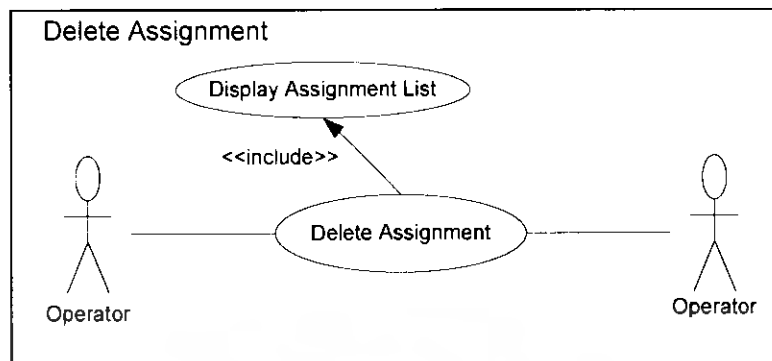 Delete Assignment
Display Assignment List
<<include>>
Delete Assignment
Operator
Operator